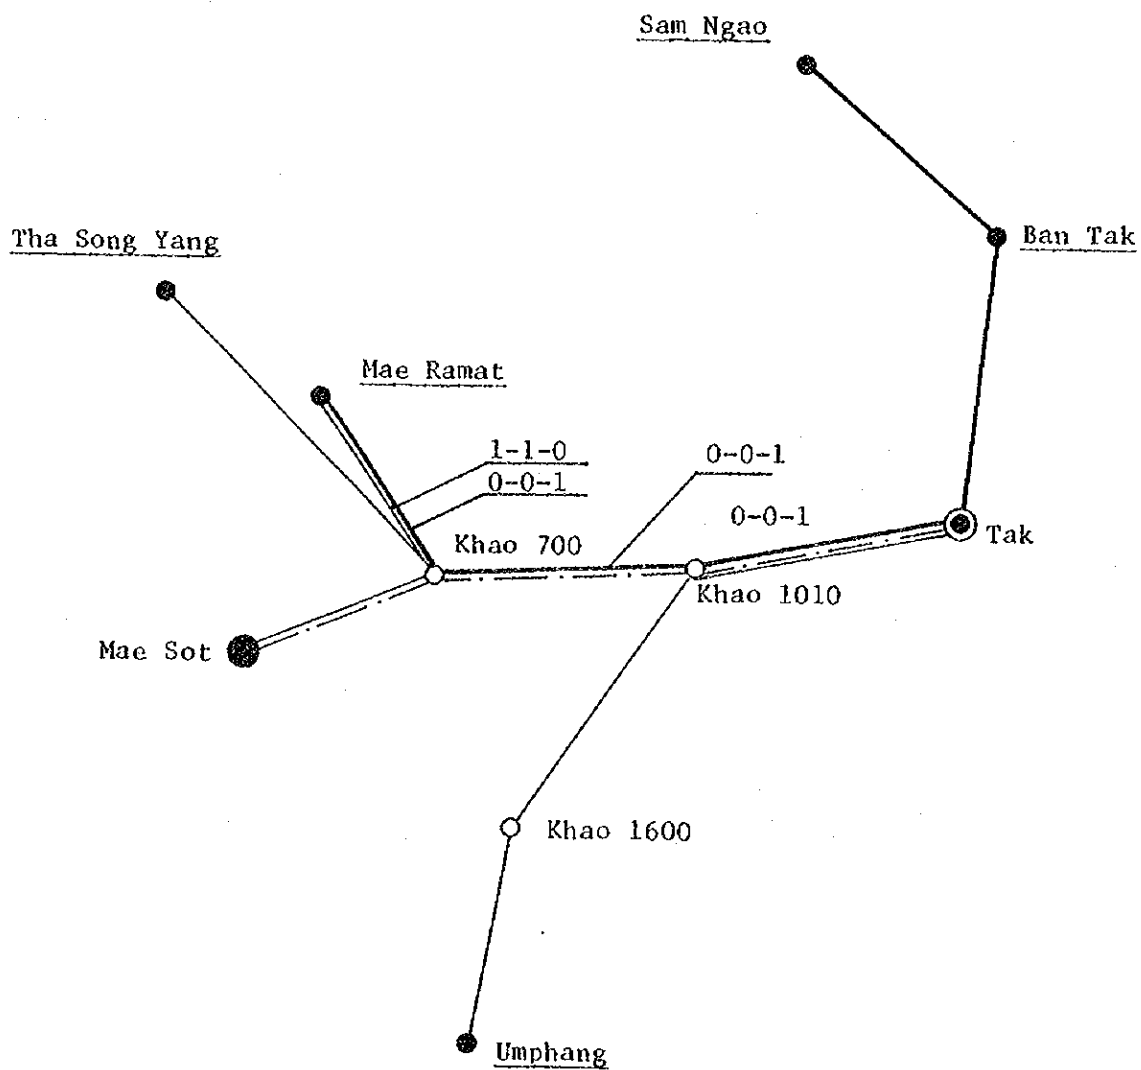 Sam Ngao
Tha Song Yang
Ban Tak
Mae Ramat
1-1-0
0-0-1
0-0-1
0-0-1
Khao 700
Tak
Khao 1010
Mae Sot
Khao 1600
Umphang